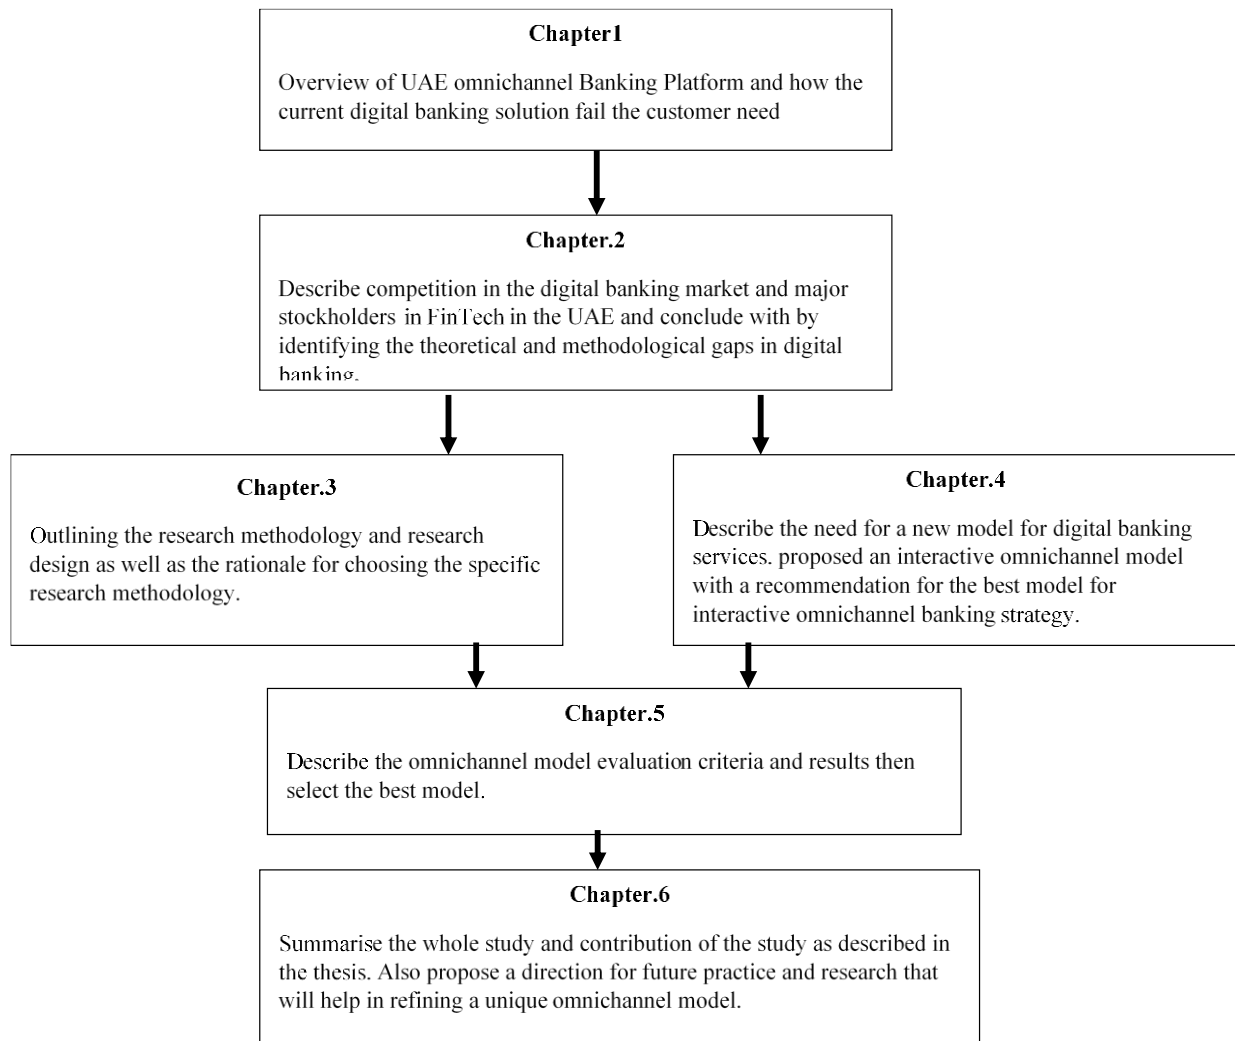 Chapter1
Overview of UAE omnichannel Banking Platform and how the
current digital banking solution fail the customer need
Chapter.2
Describe competition in the digital banking market and major
stockholders in FinTech in the UAE and conclude with by
identifying the theoretical and methodological gaps in digital
banking.
Chapter.3
Outlining the research methodology and research
design as well as the rationale for choosing the specific
research methodology.
Chapter.4
Describe the need for a new model for digital banking
services. proposed an interactive omnichannel model
with a recommendation for the best model for
interactive omnichannel banking strategy.
Chapter.5
Describe the omnichannel model evaluation criteria and results then
select the best model.
Chapter.6
Summarise the whole study and contribution of the study as described in
the thesis. Also propose a direction for future practice and research that
will help in refining a unique omnichannel model.